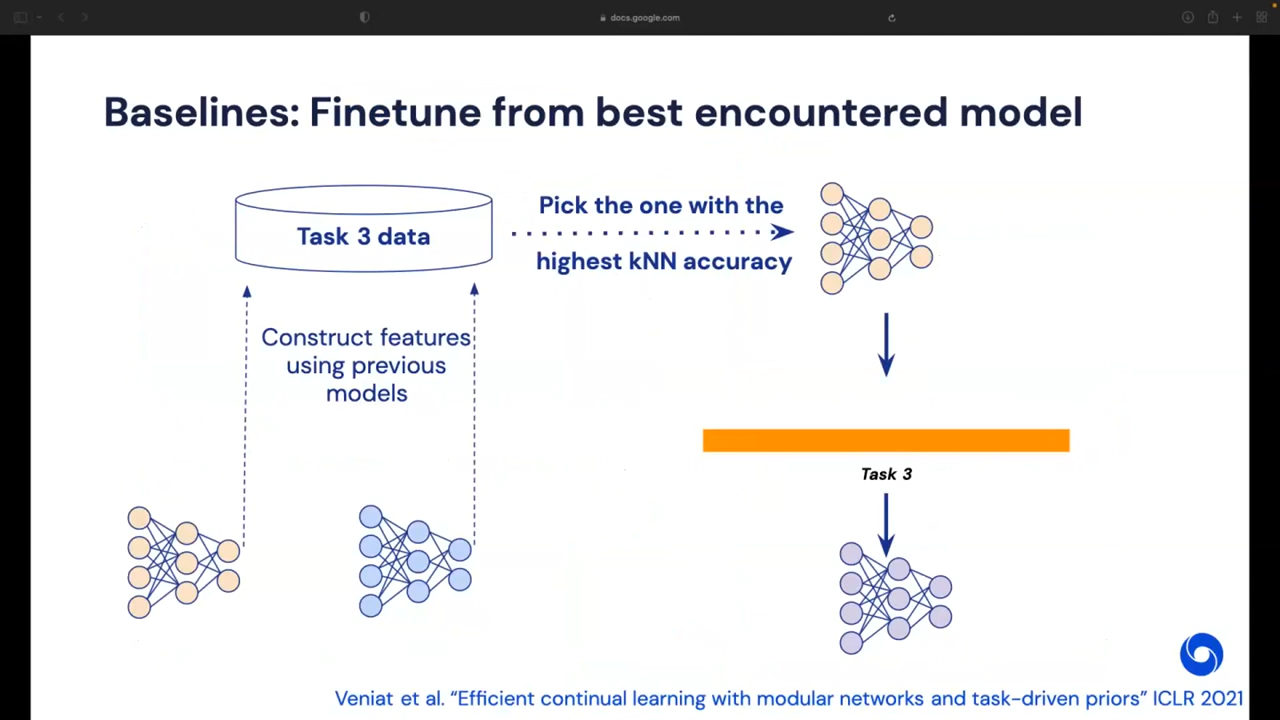 docs.google.com
Baselines: Finetune from best encountered model
Task 3 data
Pick the one with the
highest kNN accuracy
Construct features
using previous
models
Task 3
Veniat et al. “Efficient continual learning with modular networks and task-driven priors” ICLR 2021